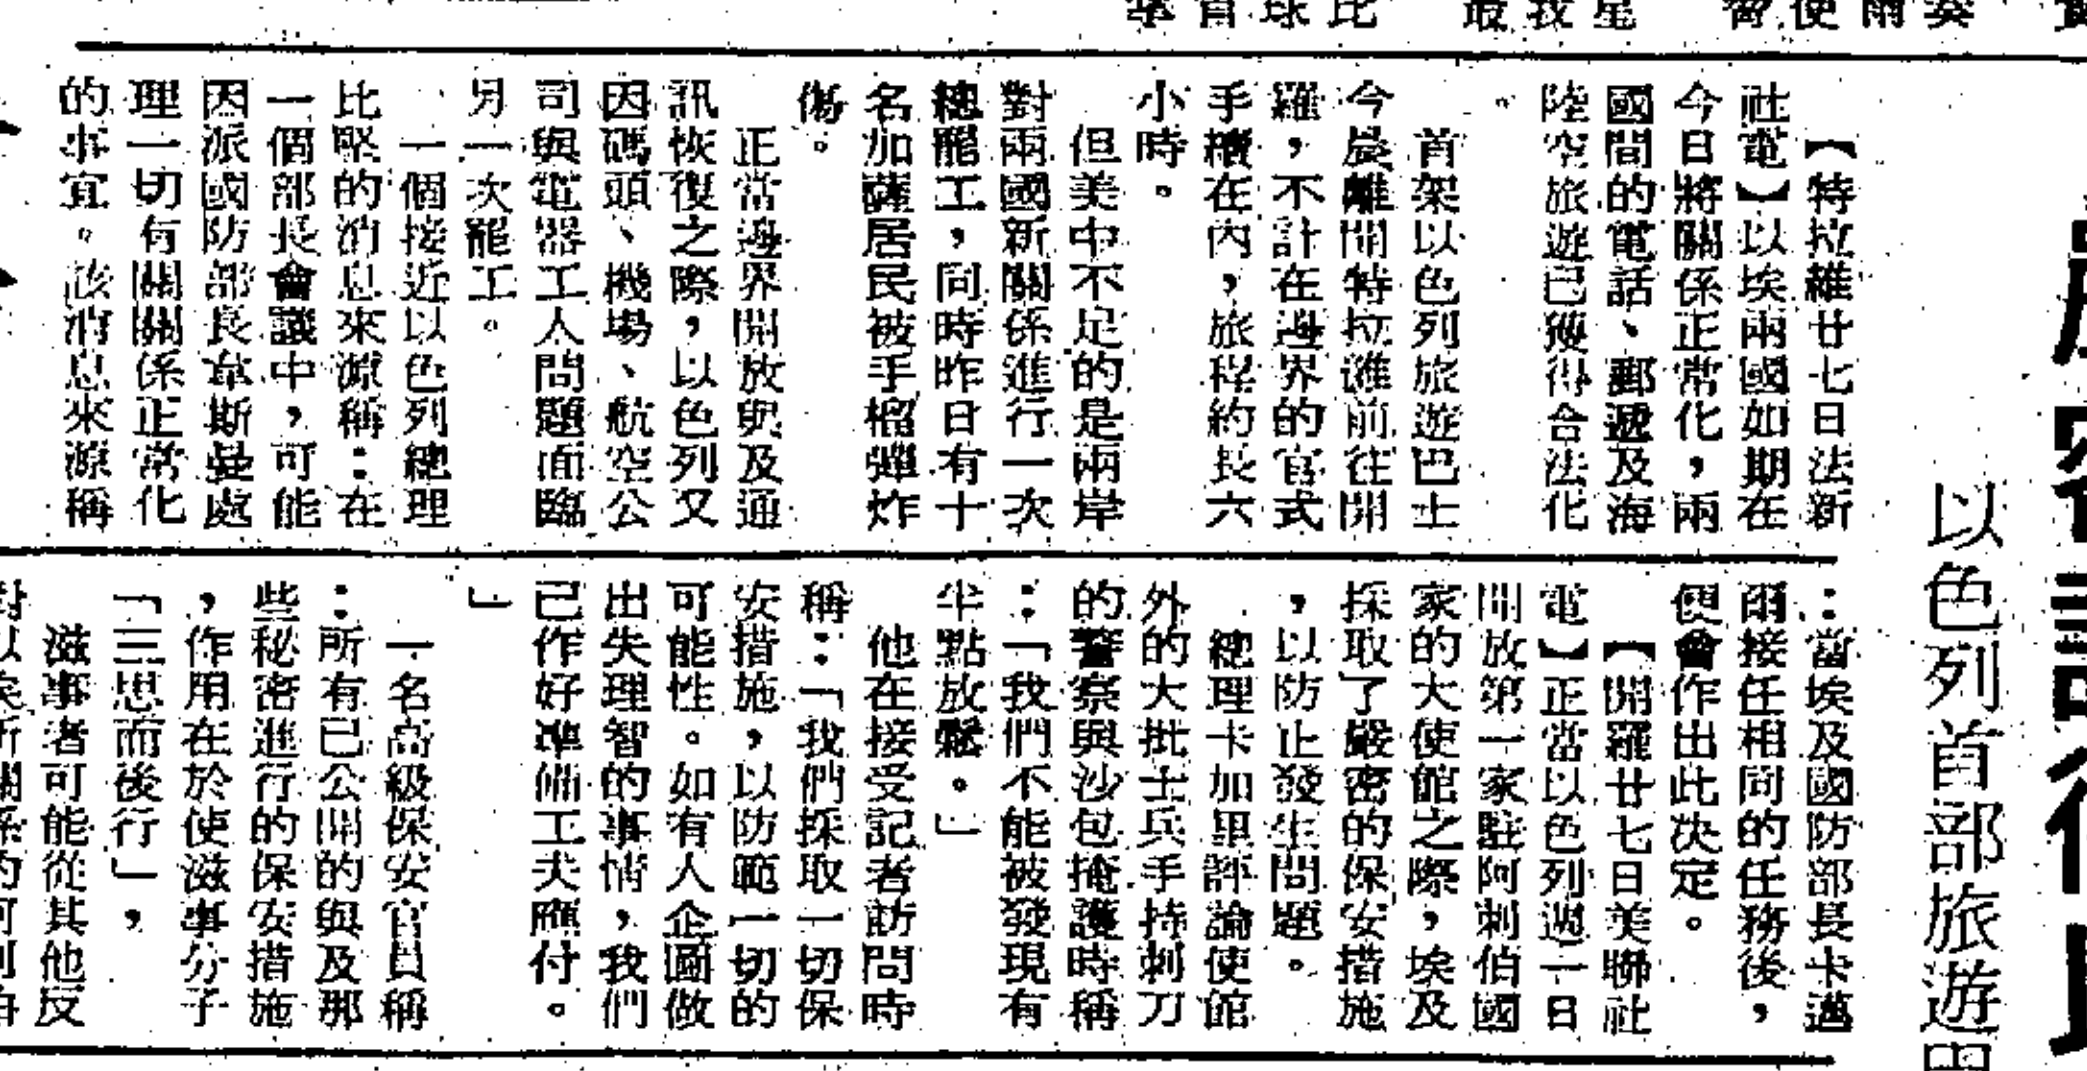 以色列首部旅遊
【特拉維廿七日法新
社電】以埃兩國如期在
今日將關係正常化，兩
國間的電話、郵遞及海
陸空旅遊已獲得合法化
。
首架以色列旅遊巴士
今晨離開特拉維前往開
羅，不計在邊界的官式
手續在內，旅程約長六
小時。
但美中不足的是兩岸
對兩國新關係進行一次
總罷工，同時昨日有十
名加薩居民被手榴彈炸
傷。
正常邊界開放與及通
訊恢復之際，以色列又
因碼頭、機場、航空公
司與電器工人問題面臨
另一次罷工。
一個接近以色列總理
比堅的消息來源稱：在
一個部長會議中，可能
因派國防部長韋斯曼處
理一切有關關係正常化
的事宜。該消息來源稱
：當埃及國防部長卡邁
爾接任相同的任務後，
便會作出此决定。
【開羅廿七日美聯社
電】正當以色列週一日
開放第一家駐阿刺伯國
家的大使館之際，埃及
採取了嚴密的保安措施
，以防止發生問題。
總理卡加里評論使館
外的大批士兵手持刺刀
的警察與沙包掩護時稱
：「我們不能被發現有
半點放鬆。」
他在接受記者訪問時
稱：「我們採取一切保
安措施，以防範一切的
可能性。如有人企圖做
出失理智的事情，我們
已作好準備工夫應付。
」
一名高級保安官員稱
：所有已公開的與及那
些秘密進行的保安措施
，作用在於使滋事分子
「三思而後行」，
滋事者可能從其他反